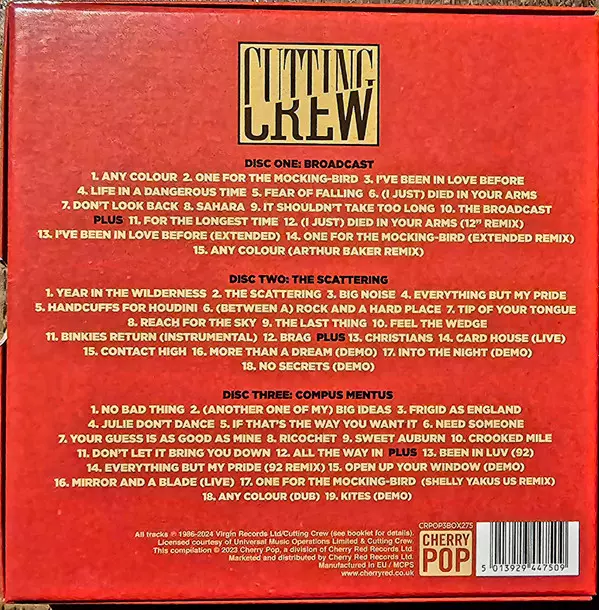 CUTTING
CREW
DISC ONE: BROADCAST
1. ANY COLOUR 2. ONE FOR THE MOCKING-BIRD 3. I'VE BEEN IN LOVE BEFORE
4. LIFE IN A DANGEROUS TIME 5. FEAR OF FALLING 6. (I JUST) DIED IN YOUR ARMS
7. DON'T LOOK BACK 8. SAHARA 9. IT SHOULDN'T TAKE TOO LONG 10. THE BROADCAST
PLUS 11. FOR THE LONGEST TIME 12. (I JUST) DIED IN YOUR ARMS (12" REMIX)
13. I'VE BEEN IN LOVE BEFORE (EXTENDED) 14. ONE FOR THE MOCKING-BIRD (EXTENDED REMIX)
15. ANY COLOUR (ARTHUR BAKER REMIX)
DISC TWO: THE SCATTERING
1. YEAR IN THE WILDERNESS 2. THE SCATTERING 3. BIG NOISE 4. EVERYTHING BUT MY PRIDE
5. HANDCUFFS FOR HOUDINI 6. (BETWEEN A) ROCK AND A HARD PLACE 7. TIP OF YOUR TONGUE
8. REACH FOR THE SKY 9. THE LAST THING 10. FEEL THE WEDGE
11. BINKIES RETURN (INSTRUMENTAL) 12. BRAG PLUS 13. CHRISTIANS 14. CARD HOUSE (LIVE)
15. CONTACT HIGH 16. MORE THAN A DREAM (DEMO) 17. INTO THE NIGHT (DEMO)
18. NO SECRETS (DEMO)
DISC THREE: COMPUS MENTUS
1. NO BAD THING 2. (ANOTHER ONE OF MY) BIG IDEAS 3. FRIGID AS ENGLAND
4. JULIE DON'T DANCE 5. IF THAT'S THE WAY YOU WANT IT 6. NEED SOMEONE
7. YOUR GUESS IS AS GOOD AS MINE 8. RICOCHET 9. SWEET AUBURN 10. CROOKED MILE
11. DON'T LET IT BRING YOU DOWN 12. ALL THE WAY IN PLUS 13. BEEN IN LUV (92)
14. EVERYTHING BUT MY PRIDE (92 REMIX) 15. OPEN UP YOUR WINDOW (DEMO)
16. MIRROR AND A BLADE (LIVE) 17. ONE FOR THE MOCKING-BIRD (SHELLY YAKUS US REMIX)
18. ANY COLOUR (DUB) 19. KITES (DEMO)
All tracks ℗ 1986-2024 Virgin Records Ltd/Cutting Crew (see booklet for details).
Licensed courtesy of Universal Music Operations Limited & Cutting Crew.
This compilation © 2023 Cherry Pop, a division of Cherry Red Records Ltd.
Marketed and distributed by Cherry Red Records Ltd.
Manufactured in EU / MCPS
www.cherryred.co.uk
CRPOP3BOX275
CHERRY
POP
5 013929 447509